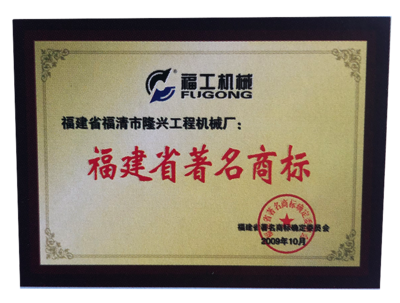 福工机械
FUGONG
福建省福清市隆兴工程机械厂：
福建省著名商标
福建省著名商标确定委员会
2009年10月